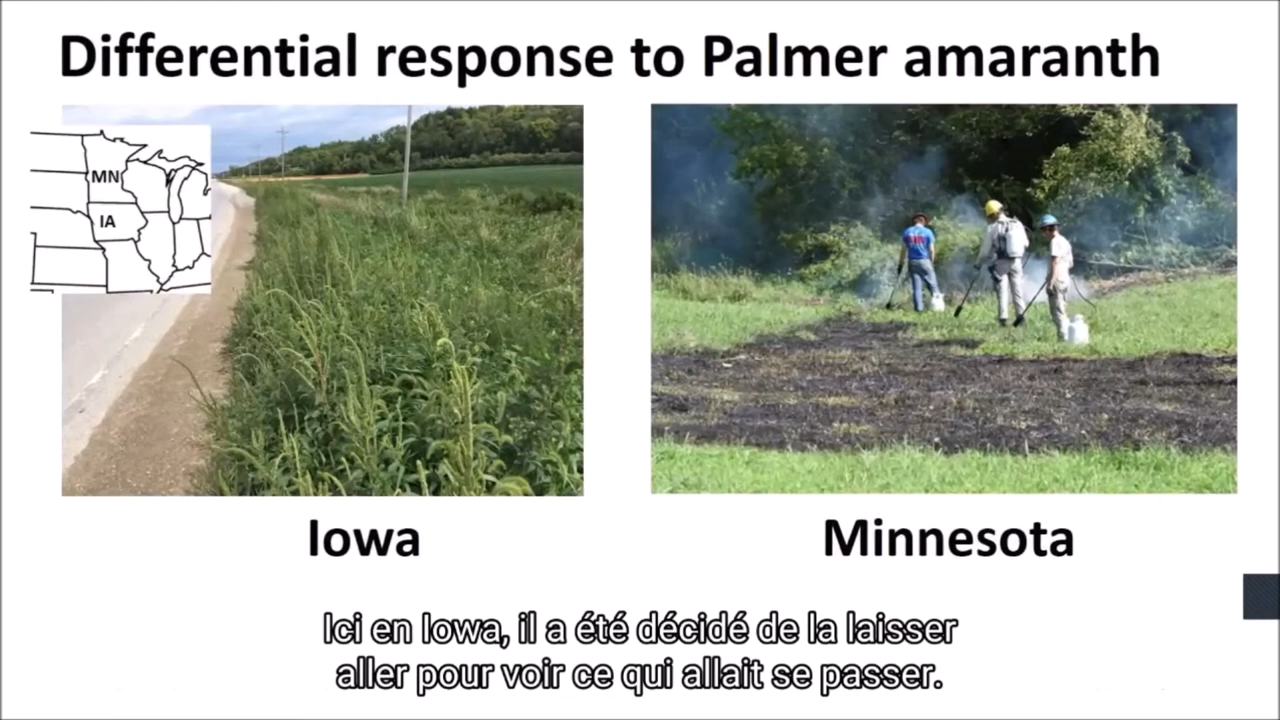 Differential response to Palmer amaranth
MN
IA
Iowa
Minnesota
Ici en Iowa, il a été décidé de la laisser
aller pour voir ce qui allait se passer.